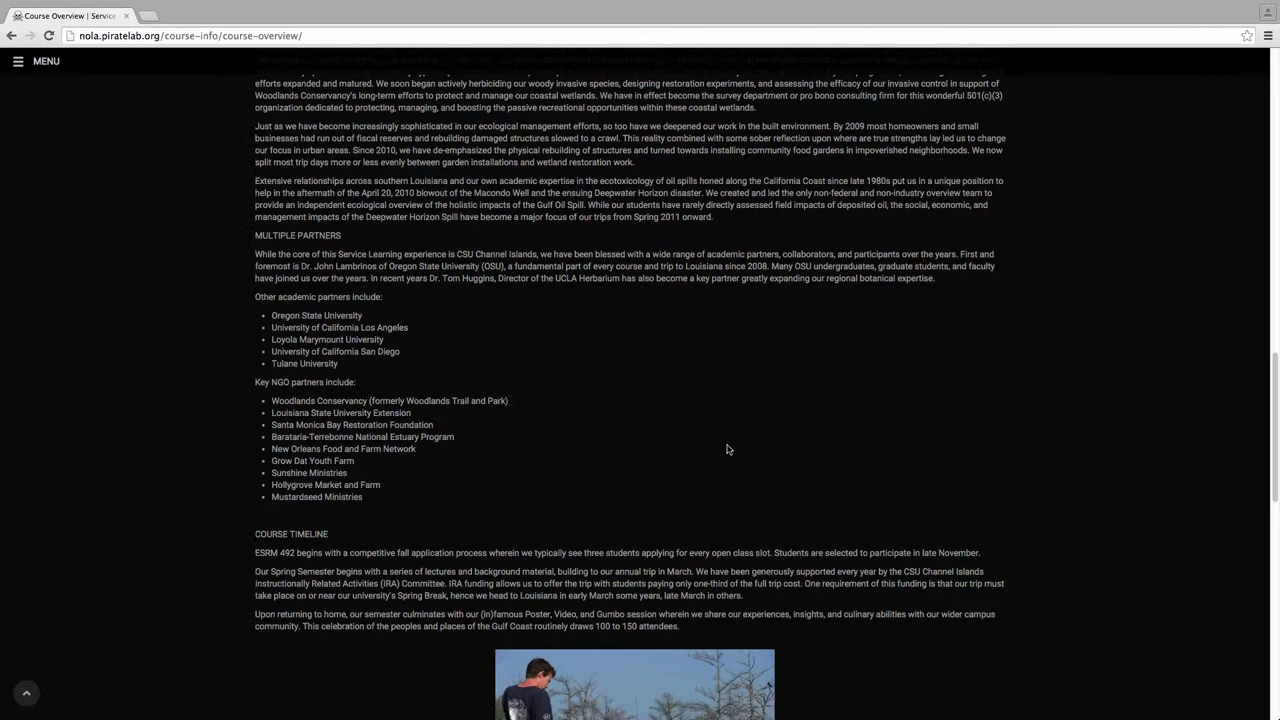 Course Overview | Service
nola.piratelab.org/course-info/course-overview/
MENU
efforts expanded and matured. We soon began actively herbiciding our woody invasive species, designing restoration experiments, and assessing the efficacy of our invasive control in support of
Woodlands Conservancy's long-term efforts to protect and manage our coastal wetlands. We have in effect become the survey department or pro bono consulting firm for this wonderful 501(c)(3)
organization dedicated to protecting, managing, and boosting the passive recreational opportunities within these coastal wetlands.
Just as we have become increasingly sophisticated in our ecological management efforts, so too have we deepened our work in the built environment. By 2009 most homeowners and small
businesses had run out of fiscal reserves and rebuilding damaged structures slowed to a crawl. This reality combined with some sober reflection upon where are true strengths lay led us to change
our focus in urban areas. Since 2010, we have de-emphasized the physical rebuilding of structures and turned towards installing community food gardens in impoverished neighborhoods. We now
split most trip days more or less evenly between garden installations and wetland restoration work.
Extensive relationships across southern Louisiana and our own academic expertise in the ecotoxicology of oil spills honed along the California Coast since late 1980s put us in a unique position to
help in the aftermath of the April 20, 2010 blowout of the Macondo Well and the ensuing Deepwater Horizon disaster. We created and led the only non-federal and non-industry overview team to
provide an independent ecological overview of the holistic impacts of the Gulf Oil Spill. While our students have rarely directly assessed field impacts of deposited oil, the social, economic, and
management impacts of the Deepwater Horizon Spill have become a major focus of our trips from Spring 2011 onward.
MULTIPLE PARTNERS
While the core of this Service Learning experience is CSU Channel Islands, we have been blessed with a wide range of academic partners, collaborators, and participants over the years. First and
foremost is Dr. John Lambrinos of Oregon State University (OSU), a fundamental part of every course and trip to Louisiana since 2008. Many OSU undergraduates, graduate students, and faculty
have joined us over the years. In recent years Dr. Tom Huggins, Director of the UCLA Herbarium has also become a key partner greatly expanding our regional botanical expertise.
Other academic partners include:
• Oregon State University
• University of California Los Angeles
• Loyola Marymount University
• University of California San Diego
• Tulane University
Key NGO partners include:
• Woodlands Conservancy (formerly Woodlands Trail and Park)
• Louisiana State University Extension
• Santa Monica Bay Restoration Foundation
• Barataria-Terrebonne National Estuary Program
• New Orleans Food and Farm Network
• Grow Dat Youth Farm
• Sunshine Ministries
• Hollygrove Market and Farm
• Mustardseed Ministries
COURSE TIMELINE
ESRM 492 begins with a competitive fall application process wherein we typically see three students applying for every open class slot. Students are selected to participate in late November.
Our Spring Semester begins with a series of lectures and background material, building to our annual trip in March. We have been generously supported every year by the CSU Channel Islands
Instructionally Related Activities (IRA) Committee. IRA funding allows us to offer the trip with students paying only one-third of the full trip cost. One requirement of this funding is that our trip must
take place on or near our university's Spring Break, hence we head to Louisiana in early March some years, late March in others.
Upon returning to home, our semester culminates with our (in)famous Poster, Video, and Gumbo session wherein we share our experiences, insights, and culinary abilities with our wider campus
community. This celebration of the peoples and places of the Gulf Coast routinely draws 100 to 150 attendees.